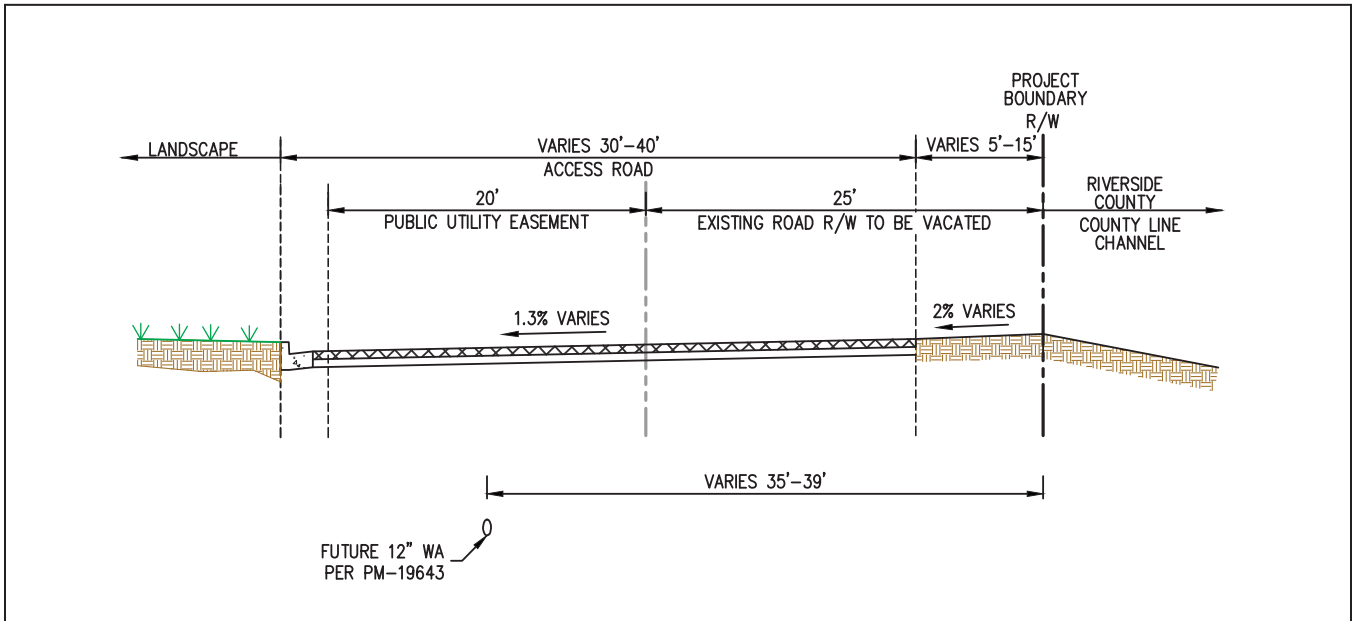 PROJECT
BOUNDARY
R/W
LANDSCAPE
VARIES 30'-40'
ACCESS ROAD
VARIES 5'-15'
20'
PUBLIC UTILITY EASEMENT
25'
EXISTING ROAD R/W TO BE VACATED
RIVERSIDE
COUNTY
COUNTY LINE
CHANNEL
1.3% VARIES
2% VARIES
VARIES 35'-39'
FUTURE 12" WA
PER PM-19643